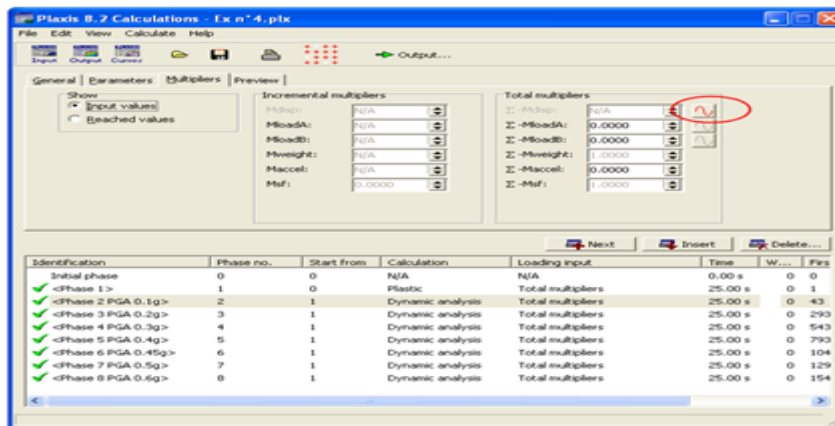 Plaxis 8.2 Calculations - Ex n°4.plx
File Edit View Calculate Help
Input Output Curves Output...
General Parameters Multipliers Preview
Show
Input values
Reached values
Incremental multipliers
Mdisp: N/A
MloadA: N/A
MloadB: N/A
Mweight: N/A
Maccel: N/A
Msf: 0.0000
Total multipliers
Σ -Mdisp: N/A
Σ -MloadA: 0.0000
Σ -MloadB: 0.0000
Σ -Mweight: 1.0000
Σ -Maccel: 0.0000
Σ -Msf: 1.0000
Next Insert Delete...
Identification Phase no. Start from Calculation Loading input Time W... Firs
Initial phase 0 0 N/A N/A 0.00 s 0 0
<Phase 1> 1 0 Plastic Total multipliers 25.00 s 0 1
<Phase 2 PGA 0.1g> 2 1 Dynamic analysis Total multipliers 25.00 s 0 43
<Phase 3 PGA 0.2g> 3 1 Dynamic analysis Total multipliers 25.00 s 0 293
<Phase 4 PGA 0.3g> 4 1 Dynamic analysis Total multipliers 25.00 s 0 543
<Phase 5 PGA 0.4g> 5 1 Dynamic analysis Total multipliers 25.00 s 0 793
<Phase 6 PGA 0.45g> 6 1 Dynamic analysis Total multipliers 25.00 s 0 104
<Phase 7 PGA 0.5g> 7 1 Dynamic analysis Total multipliers 25.00 s 0 129
<Phase 8 PGA 0.6g> 8 1 Dynamic analysis Total multipliers 25.00 s 0 154